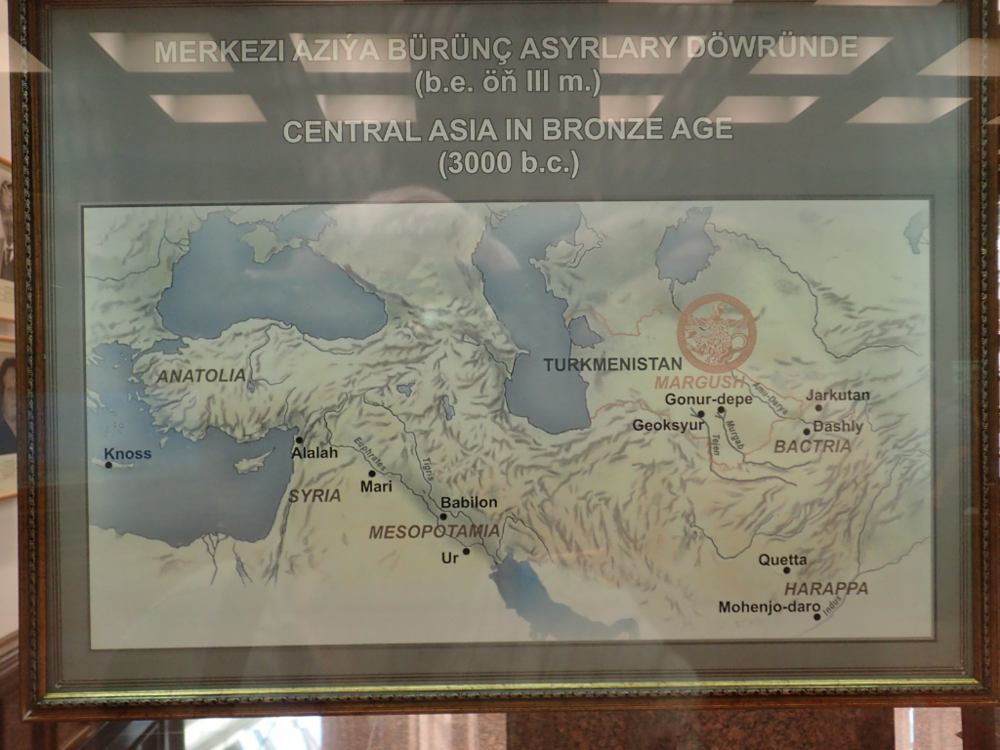 MERKEZI AZIÝA BÜRÜNÇ ASYRLARY DÖWRÜNDE
(b.e. öň III m.)
CENTRAL ASIA IN BRONZE AGE
(3000 b.c.)
TURKMENISTAN
ANATOLIA
MARGUSH
Amur-Darya
Gonur-depe
Jarkutan
Geoksyur
Murgab
Tejen
Dashly
BACTRIA
Knoss
Alalah
Euphrates
Tigris
Mari
SYRIA
Babilon
MESOPOTAMIA
Ur
Quetta
HARAPPA
Mohenjo-daro
Indus